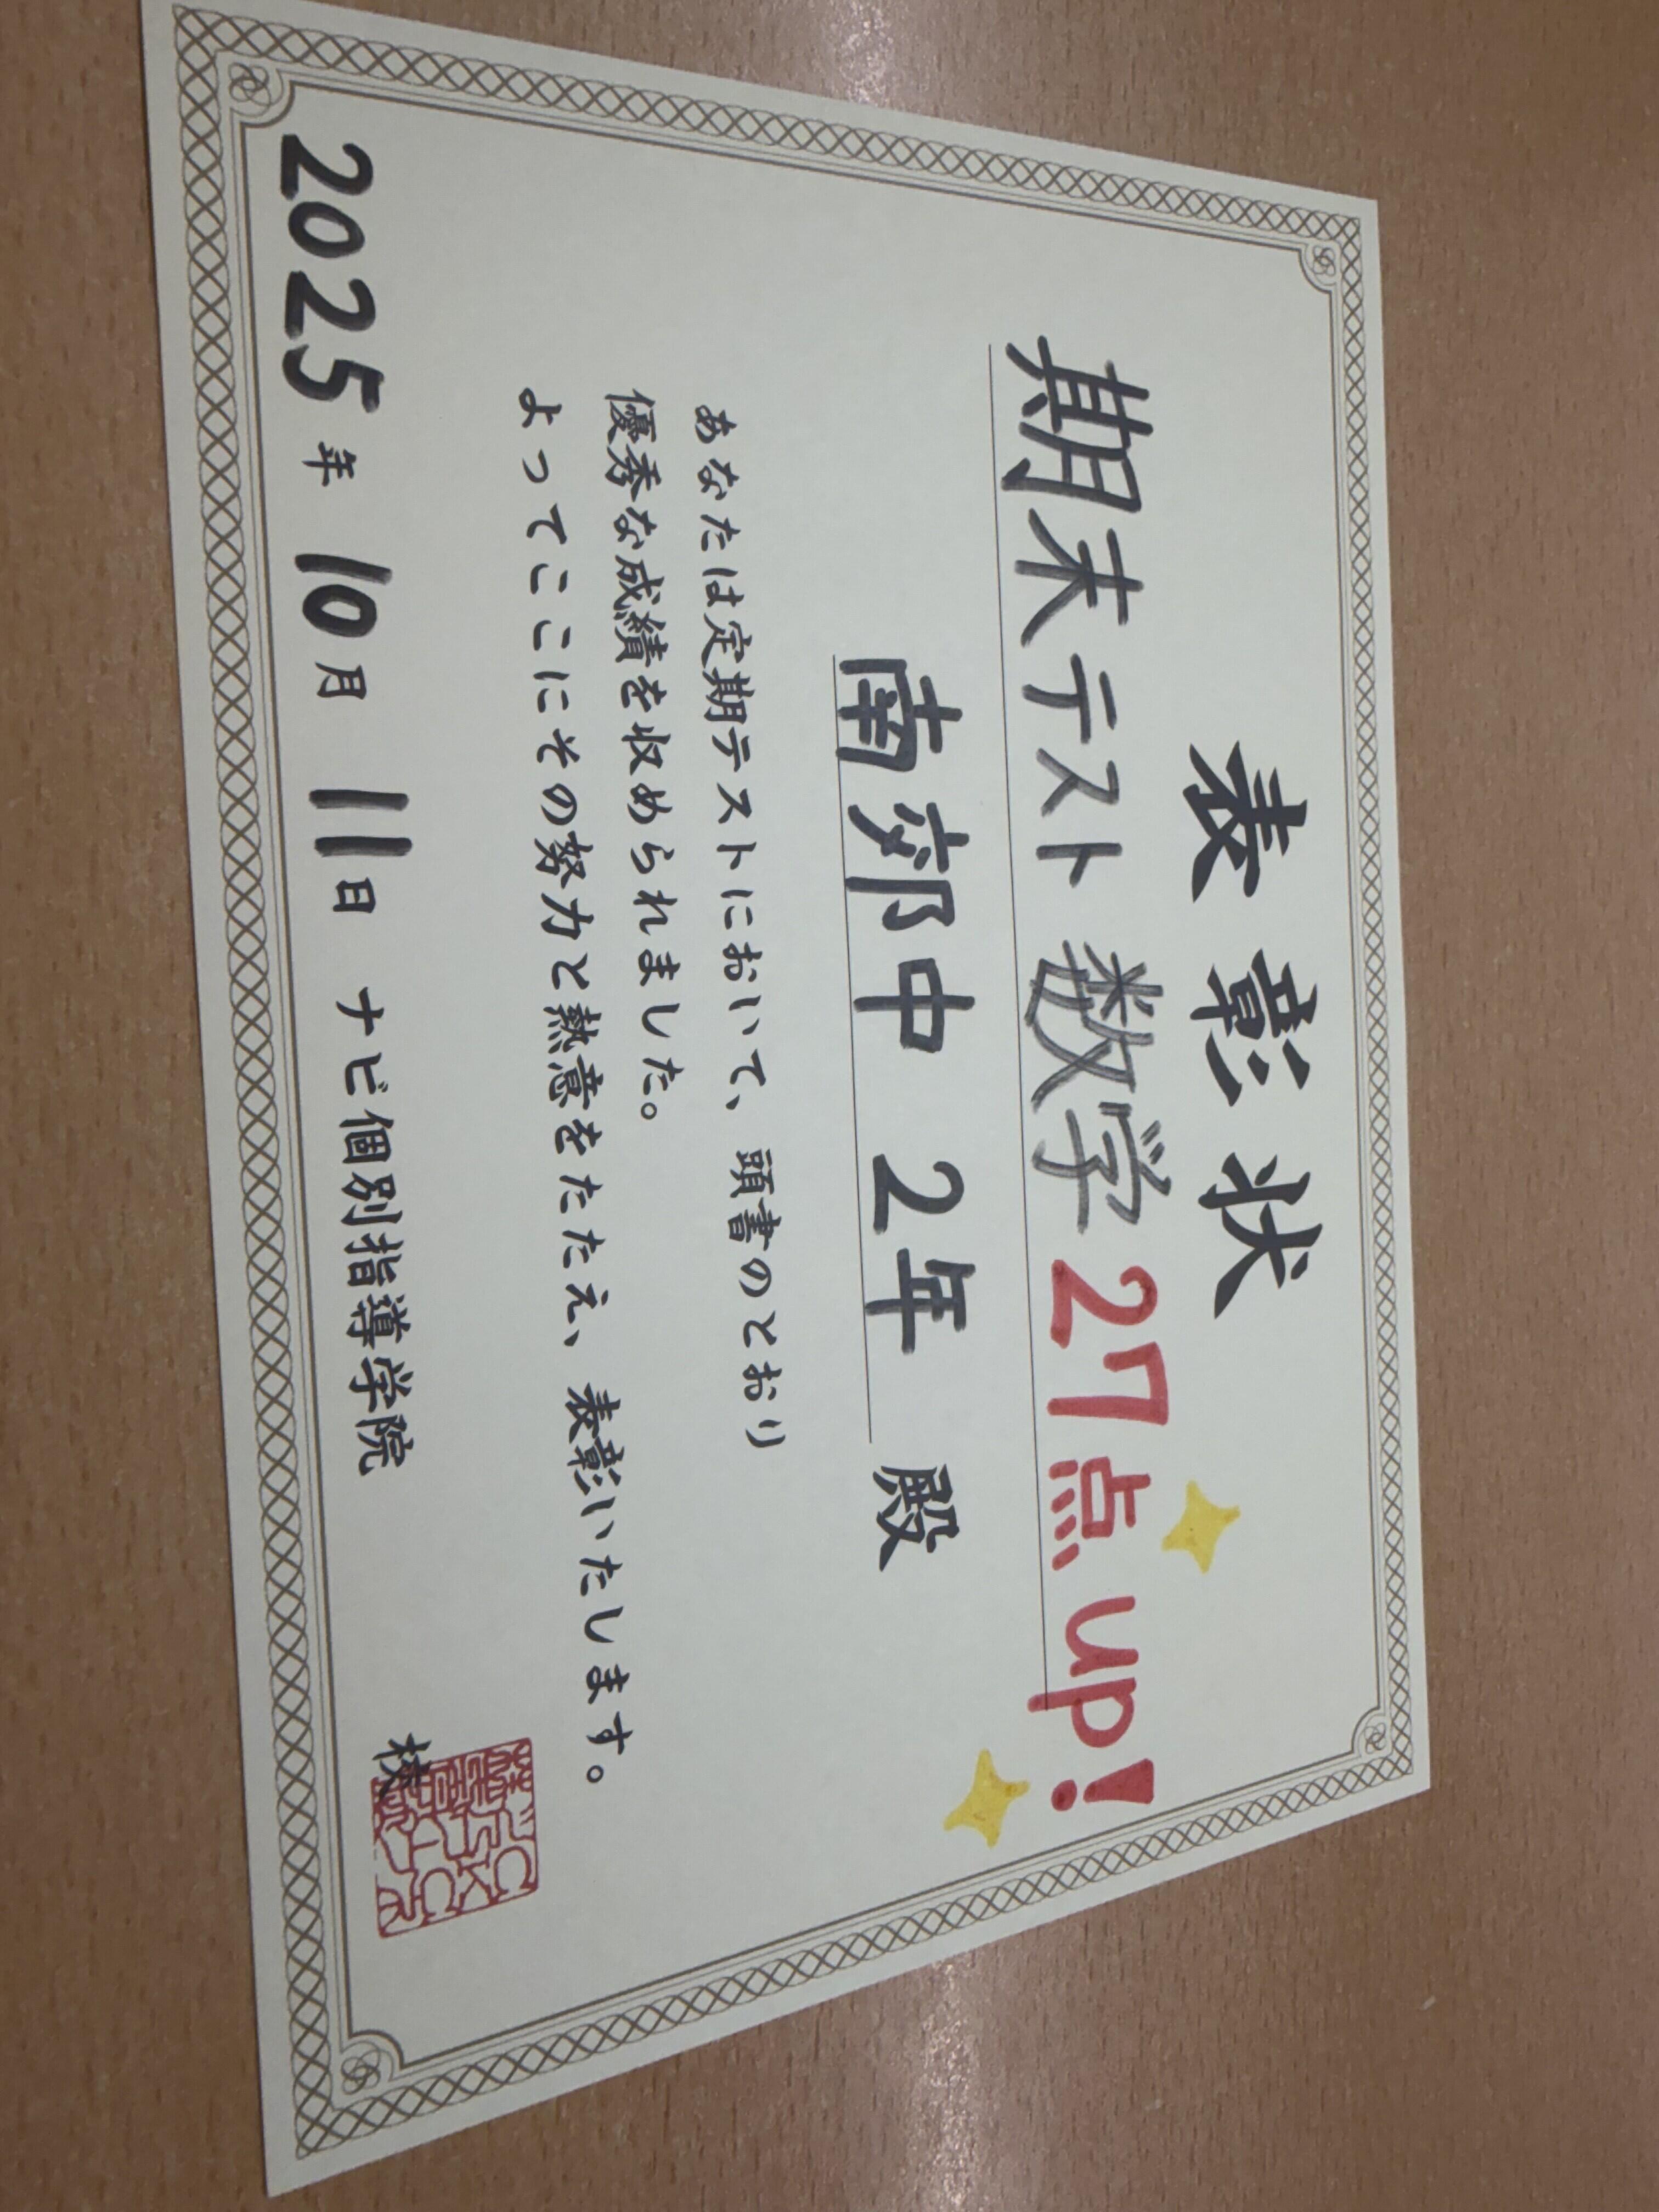 表彰状
期末テスト 数学 27点up!
南郊中 2年 殿
あなたは定期テストにおいて、頭書のとおり
優秀な成績を収められました。
よってここにその努力と熱意をたたえ、表彰いたします。
2025年 10月 11日 ナビ個別指導学院